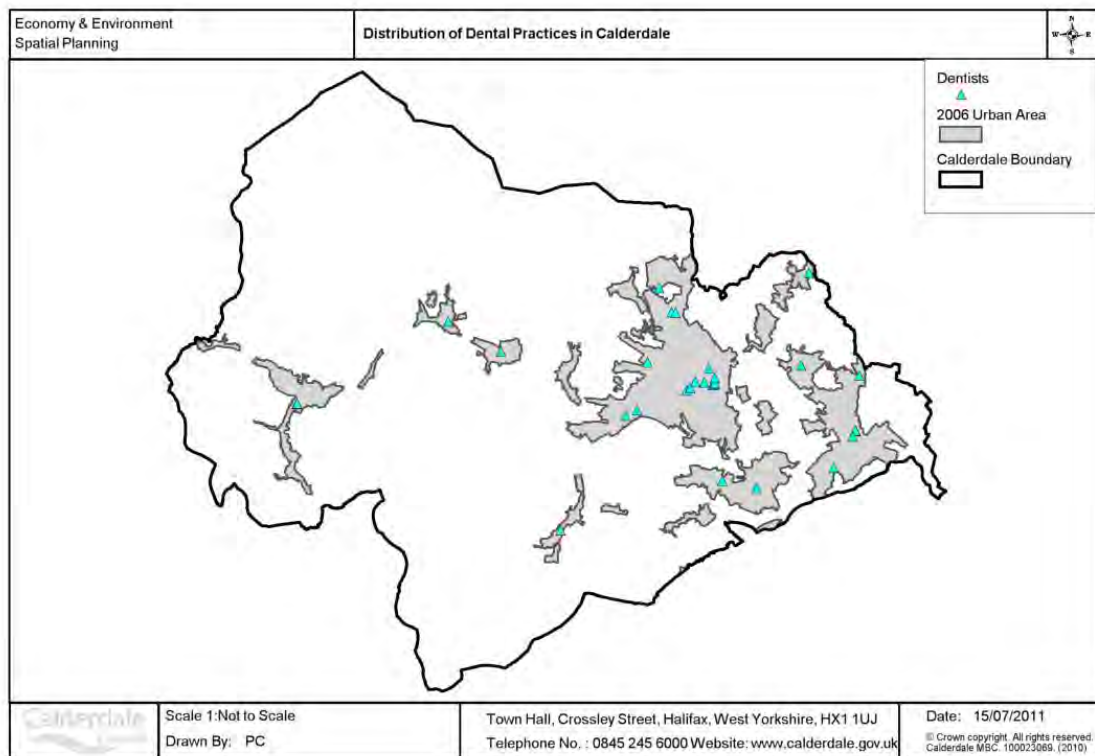 Economy & Environment
Spatial Planning
Distribution of Dental Practices in Calderdale
N
W E
S
Dentists
2006 Urban Area
Calderdale Boundary
Calderdale
Scale 1:Not to Scale
Drawn By: PC
Town Hall, Crossley Street, Halifax, West Yorkshire, HX1 1UJ
Telephone No. : 0845 245 6000 Website: www.calderdale.gov.uk
Date: 15/07/2011
© Crown copyright. All rights reserved.
Calderdale MBC. 100023069. (2010)